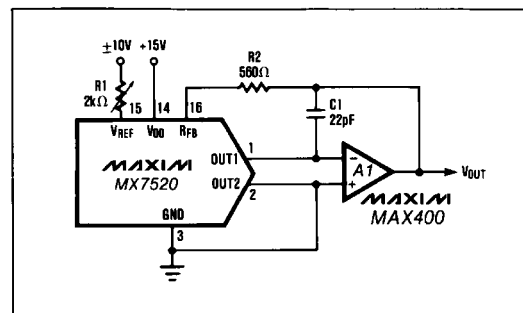 ±10V +15V
R1
2kΩ
15 14 16
R2
560Ω
C1
22pF
VREF VDD RFB
MAXIM
MX7520
OUT1 1
OUT2 2
GND
3
−
+
A1
VOUT
MAXIM
MAX400